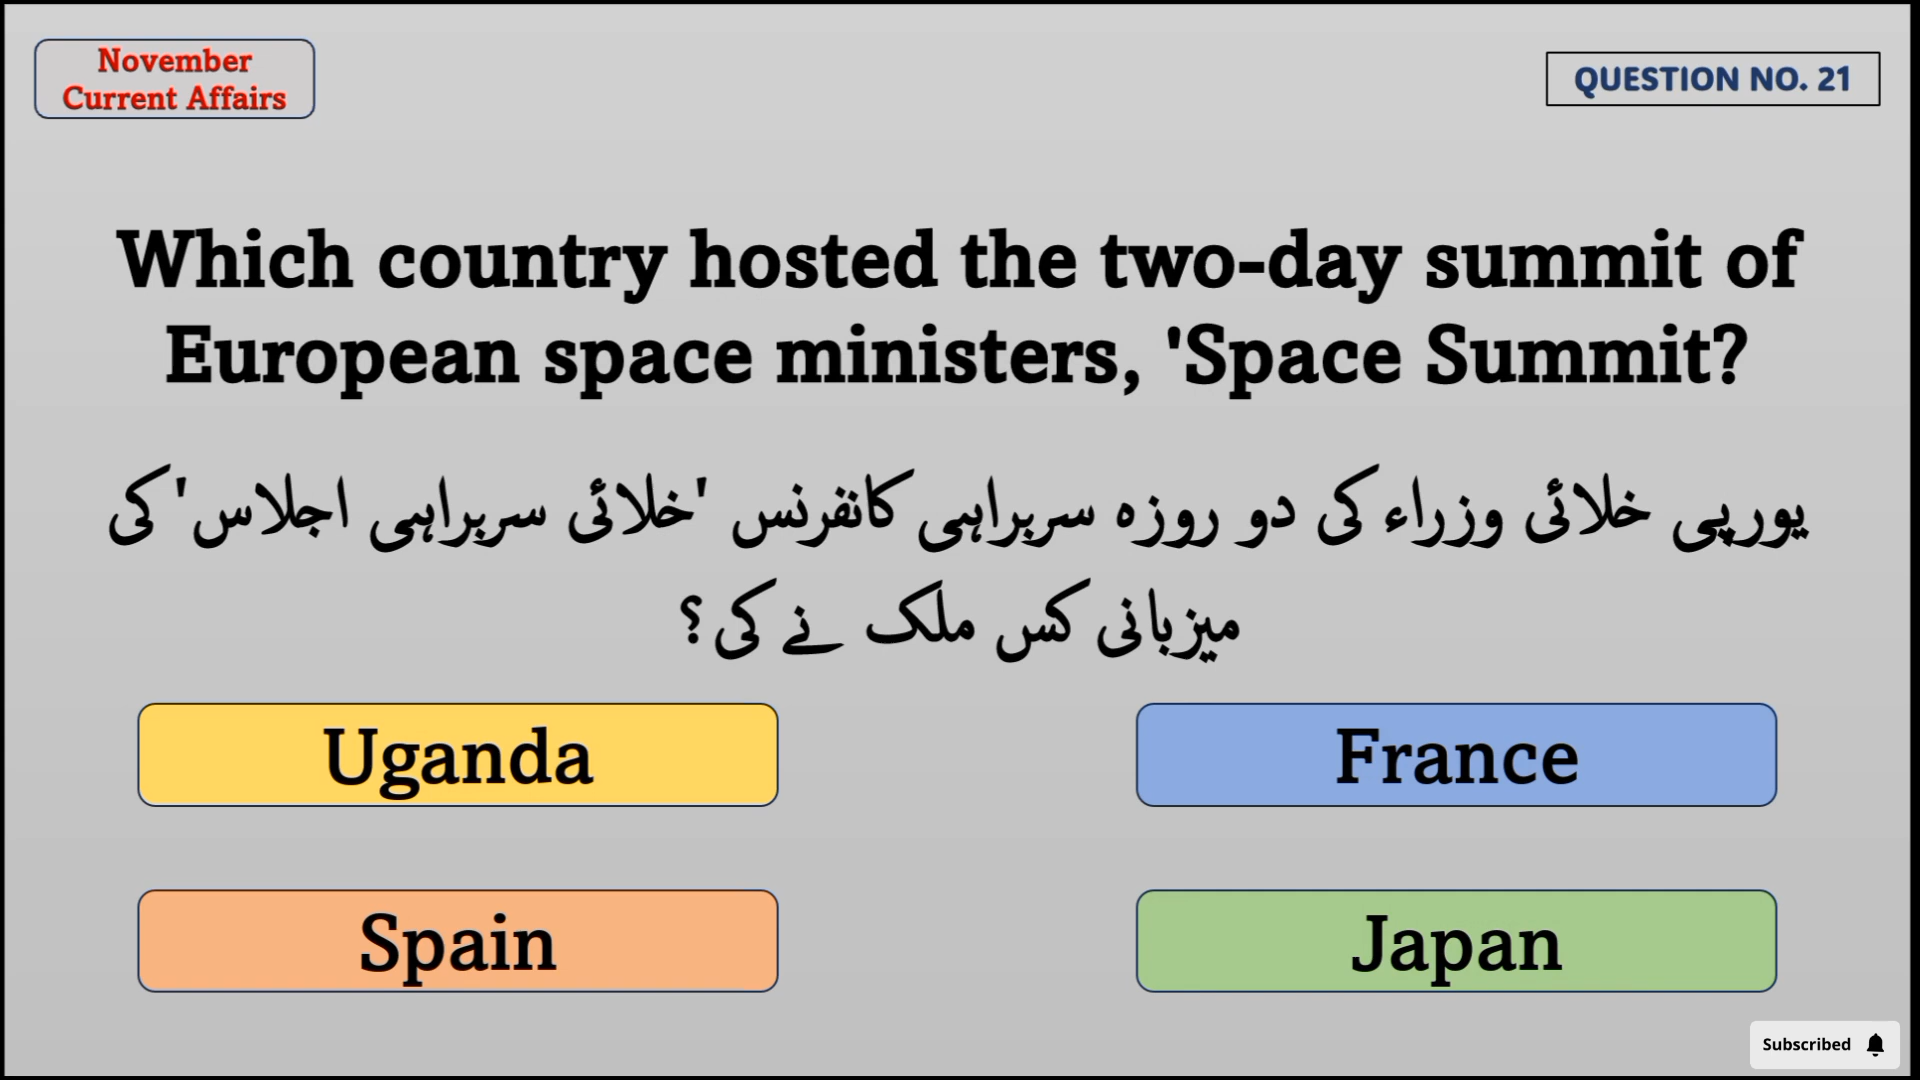 November
Current Affairs
QUESTION NO. 21
Which country hosted the two-day summit of
European space ministers, 'Space Summit?
یورپی خلائی وزراء کی دو روزہ سربراہی کانفرنس 'خلائی سربراہی اجلاس' کی
میزبانی کس ملک نے کی؟
Uganda
France
Spain
Japan
Subscribed